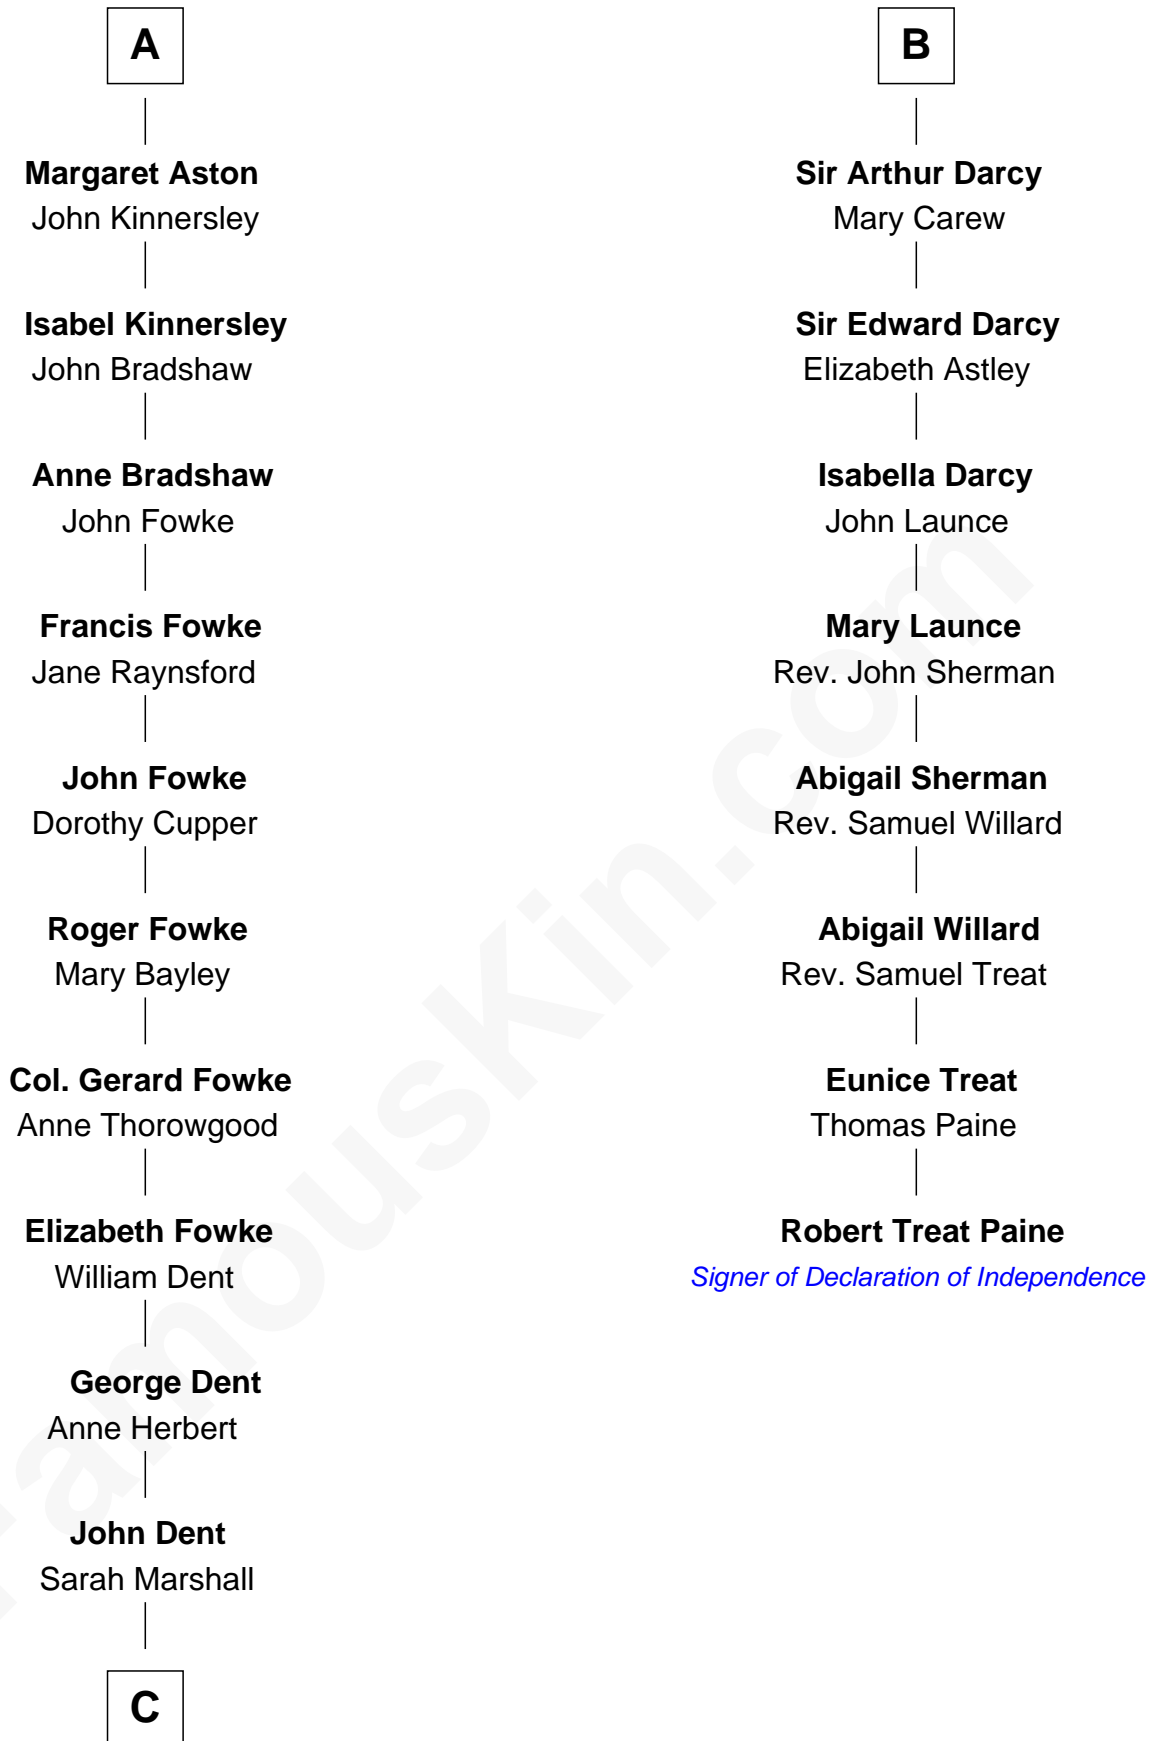 A
Margaret Aston
John Kinnersley
Isabel Kinnersley
John Bradshaw
Anne Bradshaw
John Fowke
Francis Fowke
Jane Raynsford
John Fowke
Dorothy Cupper
Roger Fowke
Mary Bayley
Col. Gerard Fowke
Anne Thorowgood
Elizabeth Fowke
William Dent
George Dent
Anne Herbert
John Dent
Sarah Marshall
C
B
Sir Arthur Darcy
Mary Carew
Sir Edward Darcy
Elizabeth Astley
Isabella Darcy
John Launce
Mary Launce
Rev. John Sherman
Abigail Sherman
Rev. Samuel Willard
Abigail Willard
Rev. Samuel Treat
Eunice Treat
Thomas Paine
Robert Treat Paine
Signer of Declaration of Independence
FamousKin.com